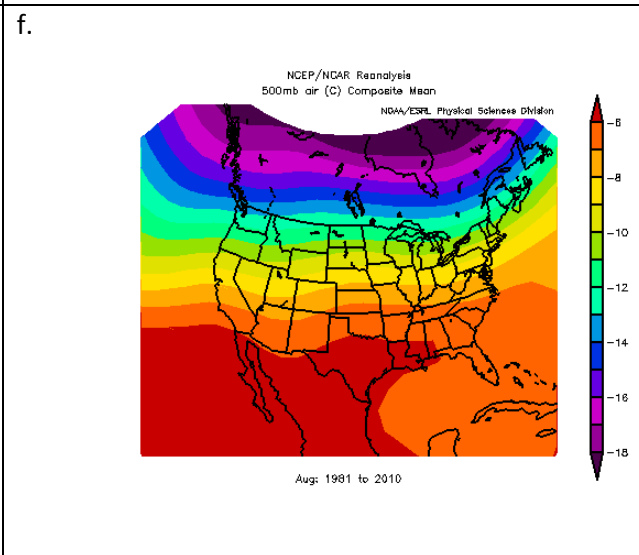 f.
NCEP/NCAR Reanalysis
500mb air (C) Composite Mean
NOAA/ESRL Physical Sciences Division
-6
-8
-10
-12
-14
-16
-18
Aug: 1981 to 2010